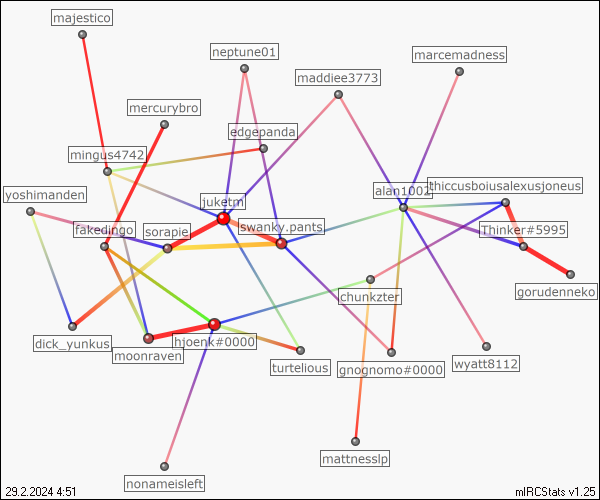 majestico
neptune01
marcemadness
maddiee3773
mercurybro
edgepanda
mingus4742
alan1002
thiccusboiusalexusjoneus
yoshimanden
juketm
swanky.pants
fakedingo
sorapie
Thinker#5995
gorudenneko
chunkzter
dick_yunkus
moonraven
hjoenk#0000
turtelious
gnognomo#0000
wyatt8112
mattnesslp
nonameisleft
29.2.2024 4:51
mIRCStats v1.25